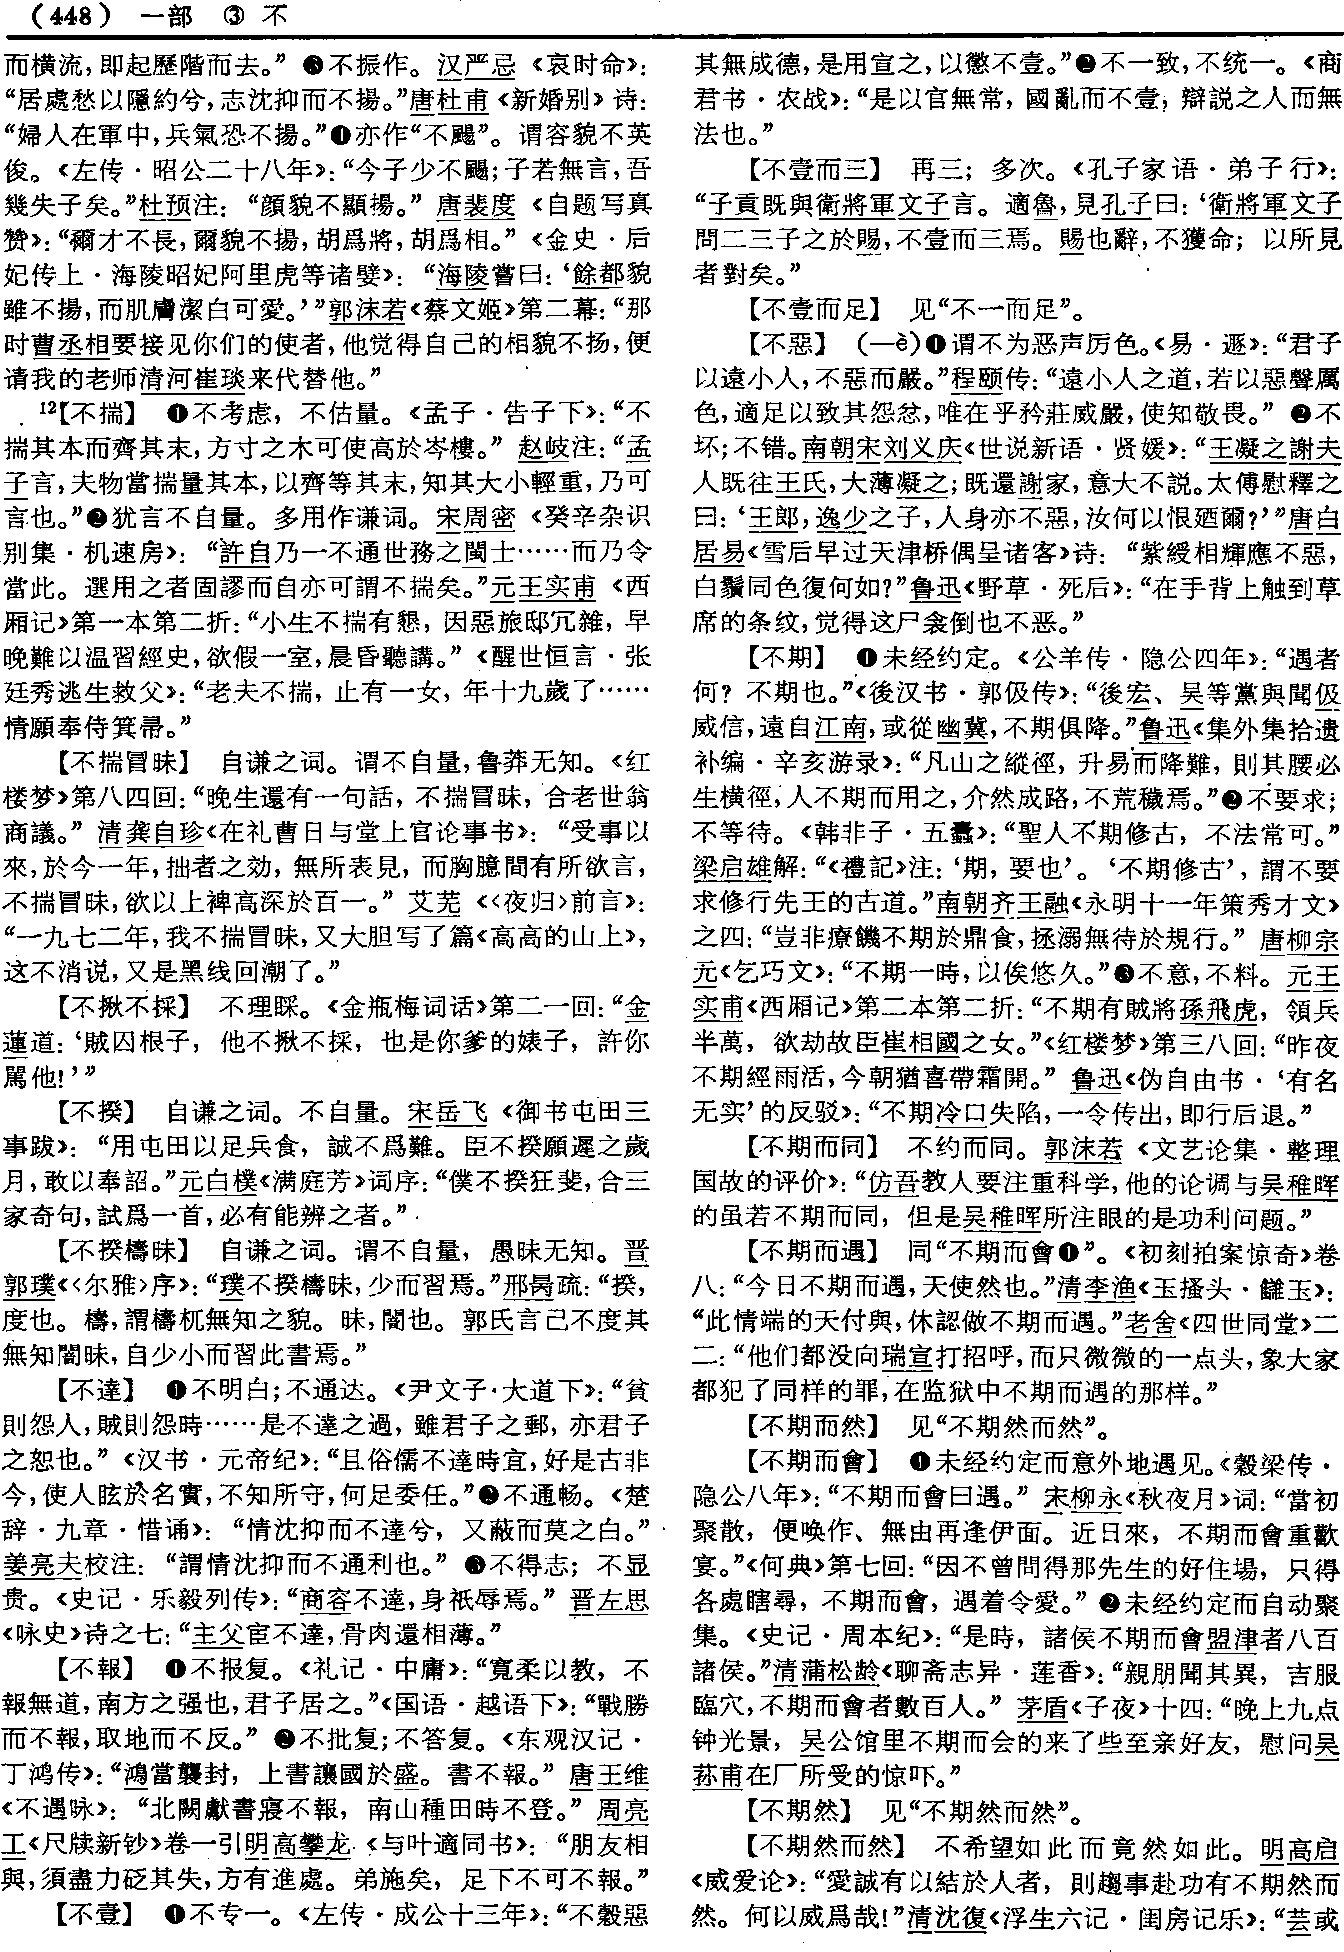 （448） 一部 ③ 不
而横流，即起歷階而去。”❸不振作。汉严忌《哀时命》：
“居處愁以隱約兮，志沈抑而不揚。”唐杜甫《新婚别》诗：
“婦人在軍中，兵氣恐不揚。”❹亦作“不颺”。谓容貌不英
俊。《左传·昭公二十八年》：“今子少不颺；子若無言，吾
幾失子矣。”杜预注：“顔貌不顯揚。”唐裴度《自题写真
赞》：“爾才不長，爾貌不揚，胡爲將，胡爲相。”《金史·后
妃传上·海陵昭妃阿里虎等诸嬖》：“海陵嘗曰：‘餘都貌
雖不揚，而肌膚潔白可愛。’”郭沫若《蔡文姬》第二幕：“那
时曹丞相要接见你们的使者，他觉得自己的相貌不扬，便
请我的老师清河崔琰来代替他。”
12【不揣】 ❶不考虑，不估量。《孟子·告子下》：“不
揣其本而齊其末，方寸之木可使高於岑樓。”赵岐注：“孟
子言，夫物當揣量其本，以齊等其末，知其大小輕重，乃可
言也。”❷犹言不自量。多用作谦词。宋周密《癸辛杂识
别集·机速房》：“許自乃一不通世務之闒士……而乃令
當此。選用之者固謬而自亦可謂不揣矣。”元王实甫《西
厢记》第一本第二折：“小生不揣有懇，因惡旅邸冗雜，早
晚難以温習經史，欲假一室，晨昏聽講。”《醒世恒言·张
廷秀逃生救父》：“老夫不揣，止有一女，年十九歲了……
情願奉侍箕帚。”
【不揣冒昧】 自谦之词。谓不自量，鲁莽无知。《红
楼梦》第八四回：“晚生還有一句話，不揣冒昧，合老世翁
商議。”清龚自珍《在礼曹日与堂上官论事书》：“受事以
來，於今一年，拙者之効，無所表見，而胸臆間有所欲言，
不揣冒昧，欲以上裨高深於百一。”艾芜《〈夜归〉前言》：
“一九七二年，我不揣冒昧，又大胆写了篇《高高的山上》，
这不消说，又是黑线回潮了。”
【不揪不採】 不理睬。《金瓶梅词话》第二一回：“金
蓮道：‘賊囚根子，他不揪不採，也是你爹的婊子，許你
駡他！’”
【不揆】 自谦之词。不自量。宋岳飞《御书屯田三
事跋》：“用屯田以足兵食，誠不爲難。臣不揆願遲之歲
月，敢以奉詔。”元白樸《满庭芳》词序：“僕不揆狂斐，合三
家奇句，試爲一首，必有能辨之者。”
【不揆檮昧】 自谦之词。谓不自量，愚昧无知。晋
郭璞《〈尔雅〉序》：“璞不揆檮昧，少而習焉。”邢昺疏：“揆，
度也。檮，謂檮杌無知之貌。昧，闇也。郭氏言己不度其
無知闇昧，自少小而習此書焉。”
【不達】 ❶不明白；不通达。《尹文子·大道下》：“貧
則怨人，賊則怨時……是不達之過，雖君子之郵，亦君子
之恕也。”《汉书·元帝纪》：“且俗儒不達時宜，好是古非
今，使人眩於名實，不知所守，何足委任。”❷不通畅。《楚
辞·九章·惜诵》：“情沈抑而不達兮，又蔽而莫之白。”
姜亮夫校注：“謂情沈抑而不通利也。”❸不得志；不显
贵。《史记·乐毅列传》：“商容不達，身祇辱焉。”晋左思
《咏史》诗之七：“主父宦不達，骨肉還相薄。”
【不報】 ❶不报复。《礼记·中庸》：“寬柔以教，不
報無道，南方之强也，君子居之。”《国语·越语下》：“戰勝
而不報，取地而不反。”❷不批复；不答复。《东观汉记·
丁鸿传》：“鴻當襲封，上書讓國於盛。書不報。”唐王维
《不遇咏》：“北闕獻書寢不報，南山種田時不登。”周亮
工《尺牍新钞》卷一引明高攀龙《与叶適同书》：“朋友相
與，須盡力砭其失，方有進處。弟施矣，足下不可不報。”
【不壹】 ❶不专一。《左传·成公十三年》：“不穀惡
其無成德，是用宣之，以懲不壹。”❷不一致，不统一。《商
君书·农战》：“是以官無常，國亂而不壹，辯説之人而無
法也。”
【不壹而三】 再三；多次。《孔子家语·弟子行》：
“子貢既與衛將軍文子言。適魯，見孔子曰：‘衛將軍文子
問二三子之於賜，不壹而三焉。賜也辭，不獲命；以所見
者對矣。”
【不壹而足】 见“不一而足”。
【不惡】 （—è）❶谓不为恶声厉色。《易·遯》：“君子
以遠小人，不惡而嚴。”程颐传：“遠小人之道，若以惡聲厲
色，適足以致其怨忿，唯在乎矜莊威嚴，使知敬畏。”❷不
坏；不错。南朝宋刘义庆《世说新语·贤媛》：“王凝之謝夫
人既往王氏，大薄凝之；既還謝家，意大不説。太傅慰釋之
曰：‘王郎，逸少之子，人身亦不惡，汝何以恨廼爾？’”唐白
居易《雪后早过天津桥偶呈诸客》诗：“紫綬相輝應不惡，
白鬚同色復何如？”鲁迅《野草·死后》：“在手背上触到草
席的条纹，觉得这尸衾倒也不恶。”
【不期】 ❶未经约定。《公羊传·隐公四年》：“遇者
何？不期也。”《後汉书·郭伋传》：“後宏、吴等黨與聞伋
威信，遠自江南，或從幽冀，不期俱降。”鲁迅《集外集拾遗
补编·辛亥游录》：“凡山之縱徑，升易而降難，則其腰必
生横徑，人不期而用之，介然成路，不荒穢焉。”❷不要求；
不等待。《韩非子·五蠹》：“聖人不期修古，不法常可。”
梁启雄解：“《禮記》注：‘期，要也’。‘不期修古’，謂不要
求修行先王的古道。”南朝齐王融《永明十一年策秀才文》
之四：“豈非療饑不期於鼎食，拯溺無待於規行。”唐柳宗
元《乞巧文》：“不期一時，以俟悠久。”❸不意，不料。元王
实甫《西厢记》第二本第二折：“不期有賊將孫飛虎，領兵
半萬，欲劫故臣崔相國之女。”《红楼梦》第三八回：“昨夜
不期經雨活，今朝猶喜帶霜開。”鲁迅《伪自由书·‘有名
无实’的反驳》：“不期冷口失陷，一令传出，即行后退。”
【不期而同】 不约而同。郭沫若《文艺论集·整理
国故的评价》：“仿吾教人要注重科学，他的论调与吴稚晖
的虽若不期而同，但是吴稚晖所注眼的是功利问题。”
【不期而遇】 同“不期而會❶”。《初刻拍案惊奇》卷
八：“今日不期而遇，天使然也。”清李渔《玉搔头·讎玉》：
“此情端的天付與，休認做不期而遇。”老舍《四世同堂》二
二：“他们都没向瑞宣打招呼，而只微微的一点头，象大家
都犯了同样的罪，在监狱中不期而遇的那样。”
【不期而然】 见“不期然而然”。
【不期而會】 ❶未经约定而意外地遇见。《榖梁传·
隐公八年》：“不期而會曰遇。”宋柳永《秋夜月》词：“當初
聚散，便唤作、無由再逢伊面。近日來，不期而會重歡
宴。”《何典》第七回：“因不曾問得那先生的好住場，只得
各處瞎尋，不期而會，遇着令愛。”❷未经约定而自动聚
集。《史记·周本纪》：“是時，諸侯不期而會盟津者八百
諸侯。”清蒲松龄《聊斋志异·莲香》：“親朋聞其異，吉服
臨穴，不期而會者數百人。”茅盾《子夜》十四：“晚上九点
钟光景，吴公馆里不期而会的来了些至亲好友，慰问吴
荪甫在厂所受的惊吓。”
【不期然】 见“不期然而然”。
【不期然而然】 不希望如此而竟然如此。明高启
《威爱论》：“愛誠有以結於人者，則趨事赴功有不期然而
然。何以威爲哉！”清沈復《浮生六记·闺房记乐》：“芸或